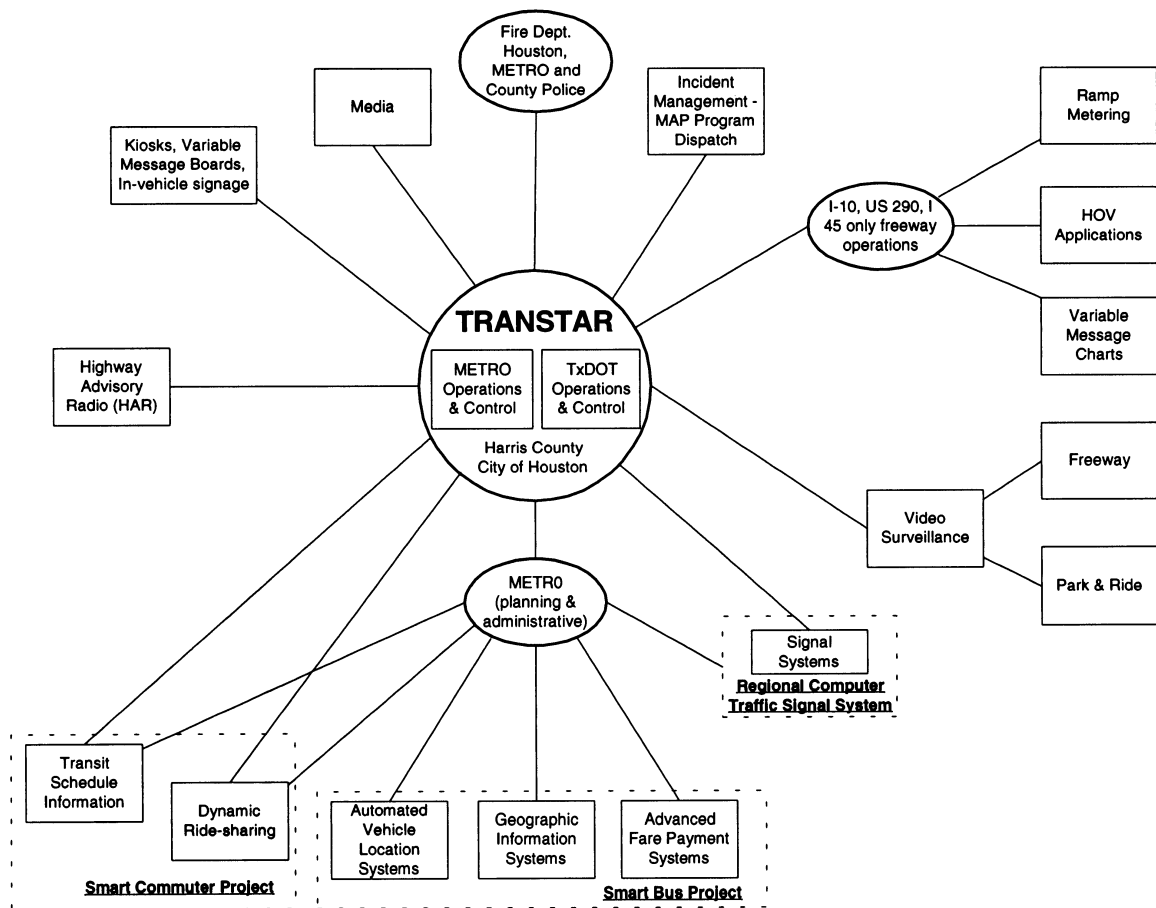 Fire Dept.
Houston,
METRO and
County Police
Media
Incident
Management -
MAP Program
Dispatch
Ramp
Metering
Kiosks, Variable
Message Boards,
In-vehicle signage
I-10, US 290, I
45 only freeway
operations
HOV
Applications
Variable
Message
Charts
TRANSTAR
METRO
Operations
& Control
TxDOT
Operations
& Control
Harris County
City of Houston
Highway
Advisory
Radio (HAR)
Freeway
Video
Surveillance
Park & Ride
METR0
(planning &
administrative)
Signal
Systems
Regional Computer
Traffic Signal System
Transit
Schedule
Information
Dynamic
Ride-sharing
Smart Commuter Project
Automated
Vehicle
Location
Systems
Geographic
Information
Systems
Advanced
Fare Payment
Systems
Smart Bus Project